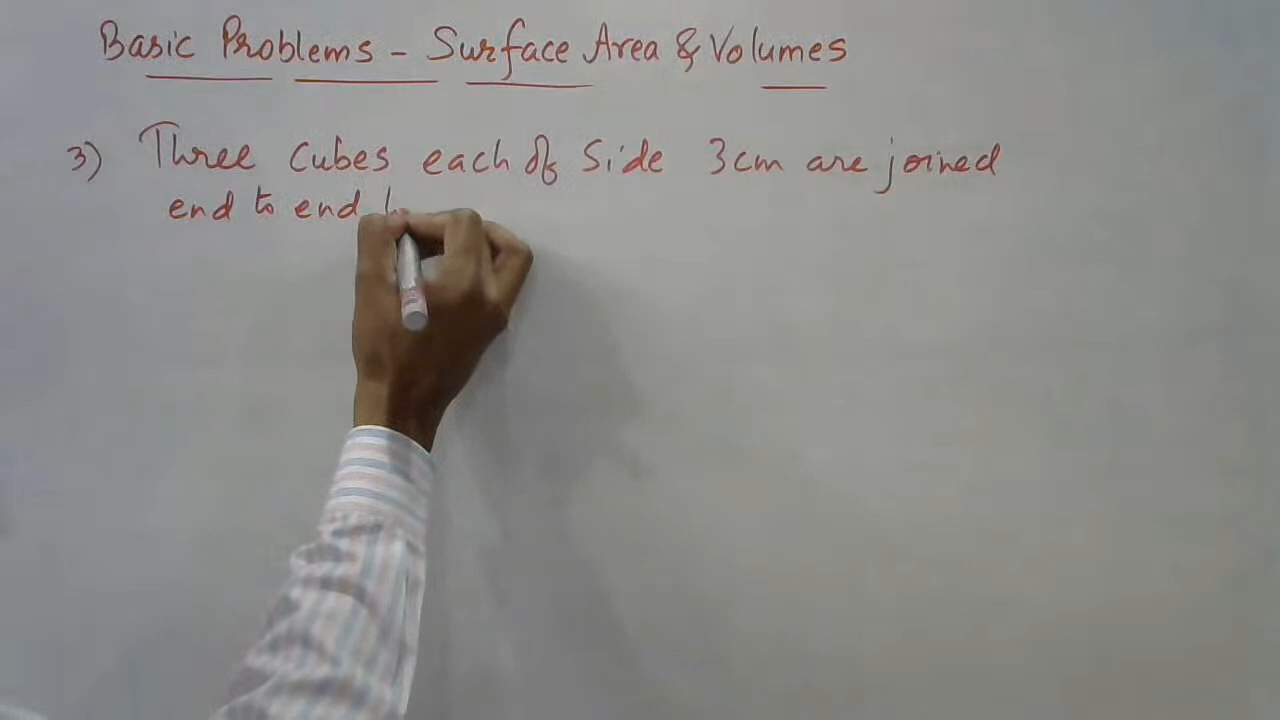 Basic Problems - Surface Area & Volumes
3) Three Cubes each of Side 3cm are joined
end to end